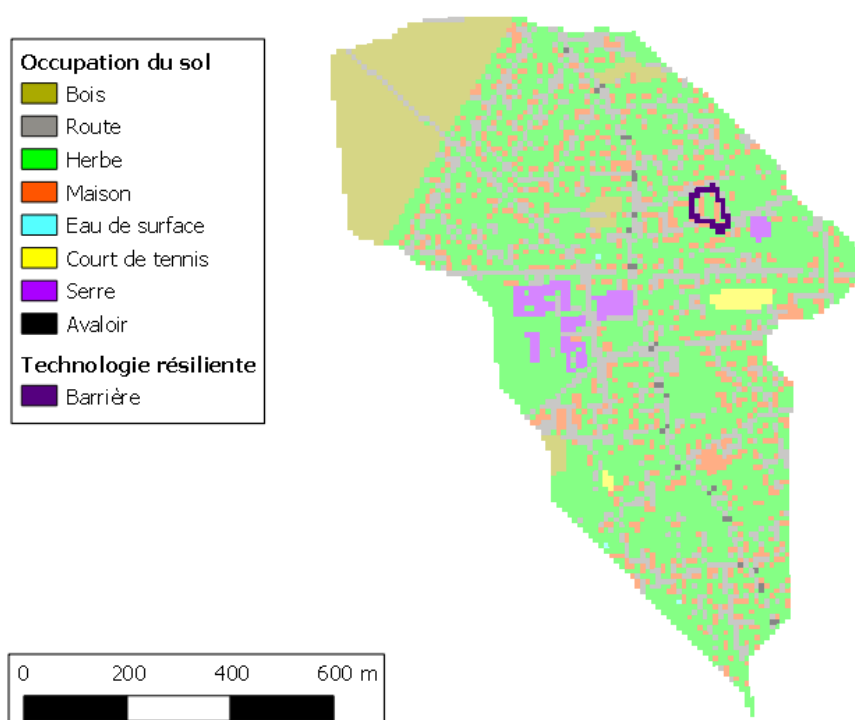 Occupation du sol
Bois
Route
Herbe
Maison
Eau de surface
Court de tennis
Serre
Avaloir
Technologie résiliente
Barrière
0 200 400 600 m